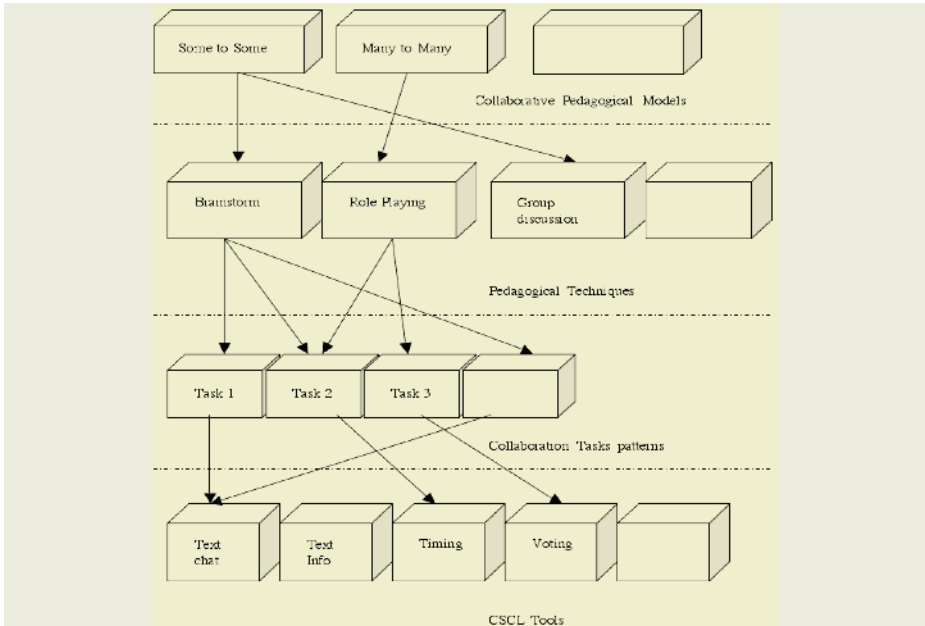 Some to Some
Many to Many
Collaborative Pedagogical Models
Brainstorm
Role Playing
Group
discussion
Pedagogical Techniques
Task 1
Task 2
Task 3
Collaboration Tasks patterns
Text
chat
Text
Info
Timing
Voting
CSCL Tools